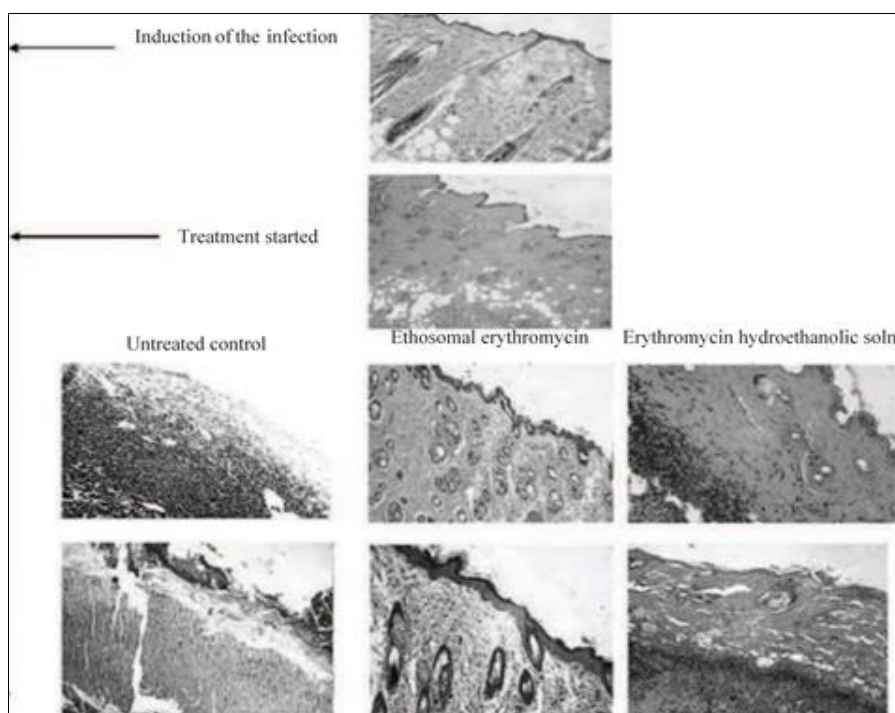 Induction of the infection
Treatment started
Untreated control
Ethosomal erythromycin
Erythromycin hydroethanolic soln